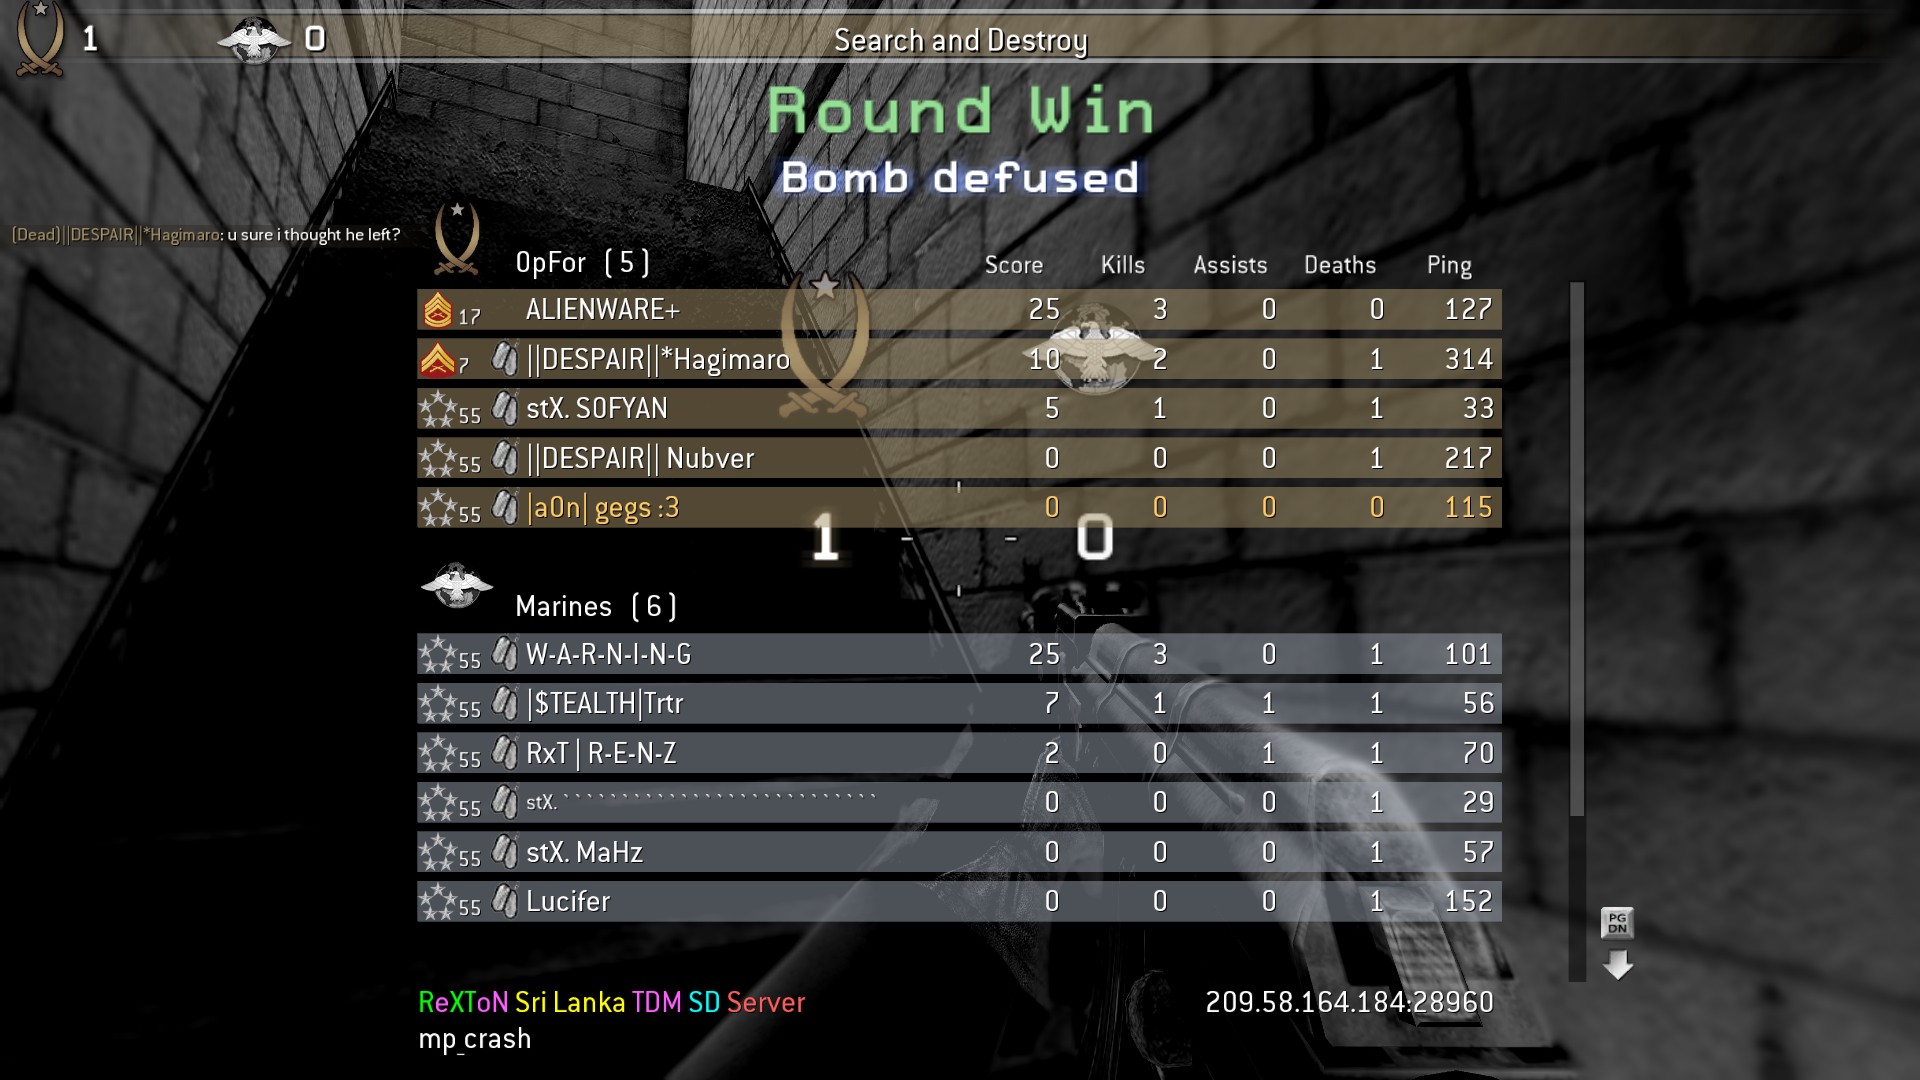 1 0 Search and Destroy
Round Win
Bomb defused
(Dead)||DESPAIR||*Hagimaro: u sure i thought he left?
OpFor ( 5 ) Score Kills Assists Deaths Ping
17 ALIENWARE+ 25 3 0 0 127
7 ||DESPAIR||*Hagimaro 10 2 0 1 314
55 stX. SOFYAN 5 1 0 1 33
55 ||DESPAIR|| Nubver 0 0 0 1 217
55 |aOn| gegs :3 0 0 0 0 115
1 - - 0
Marines ( 6 )
55 W-A-R-N-I-N-G 25 3 0 1 101
55 |$TEALTH|Trtr 7 1 1 1 56
55 RxT | R-E-N-Z 2 0 1 1 70
55 stX. ``````````````````````````` 0 0 0 1 29
55 stX. MaHz 0 0 0 1 57
55 Lucifer 0 0 0 1 152
PG
DN
ReXToN Sri Lanka TDM SD Server 209.58.164.184:28960
mp_crash